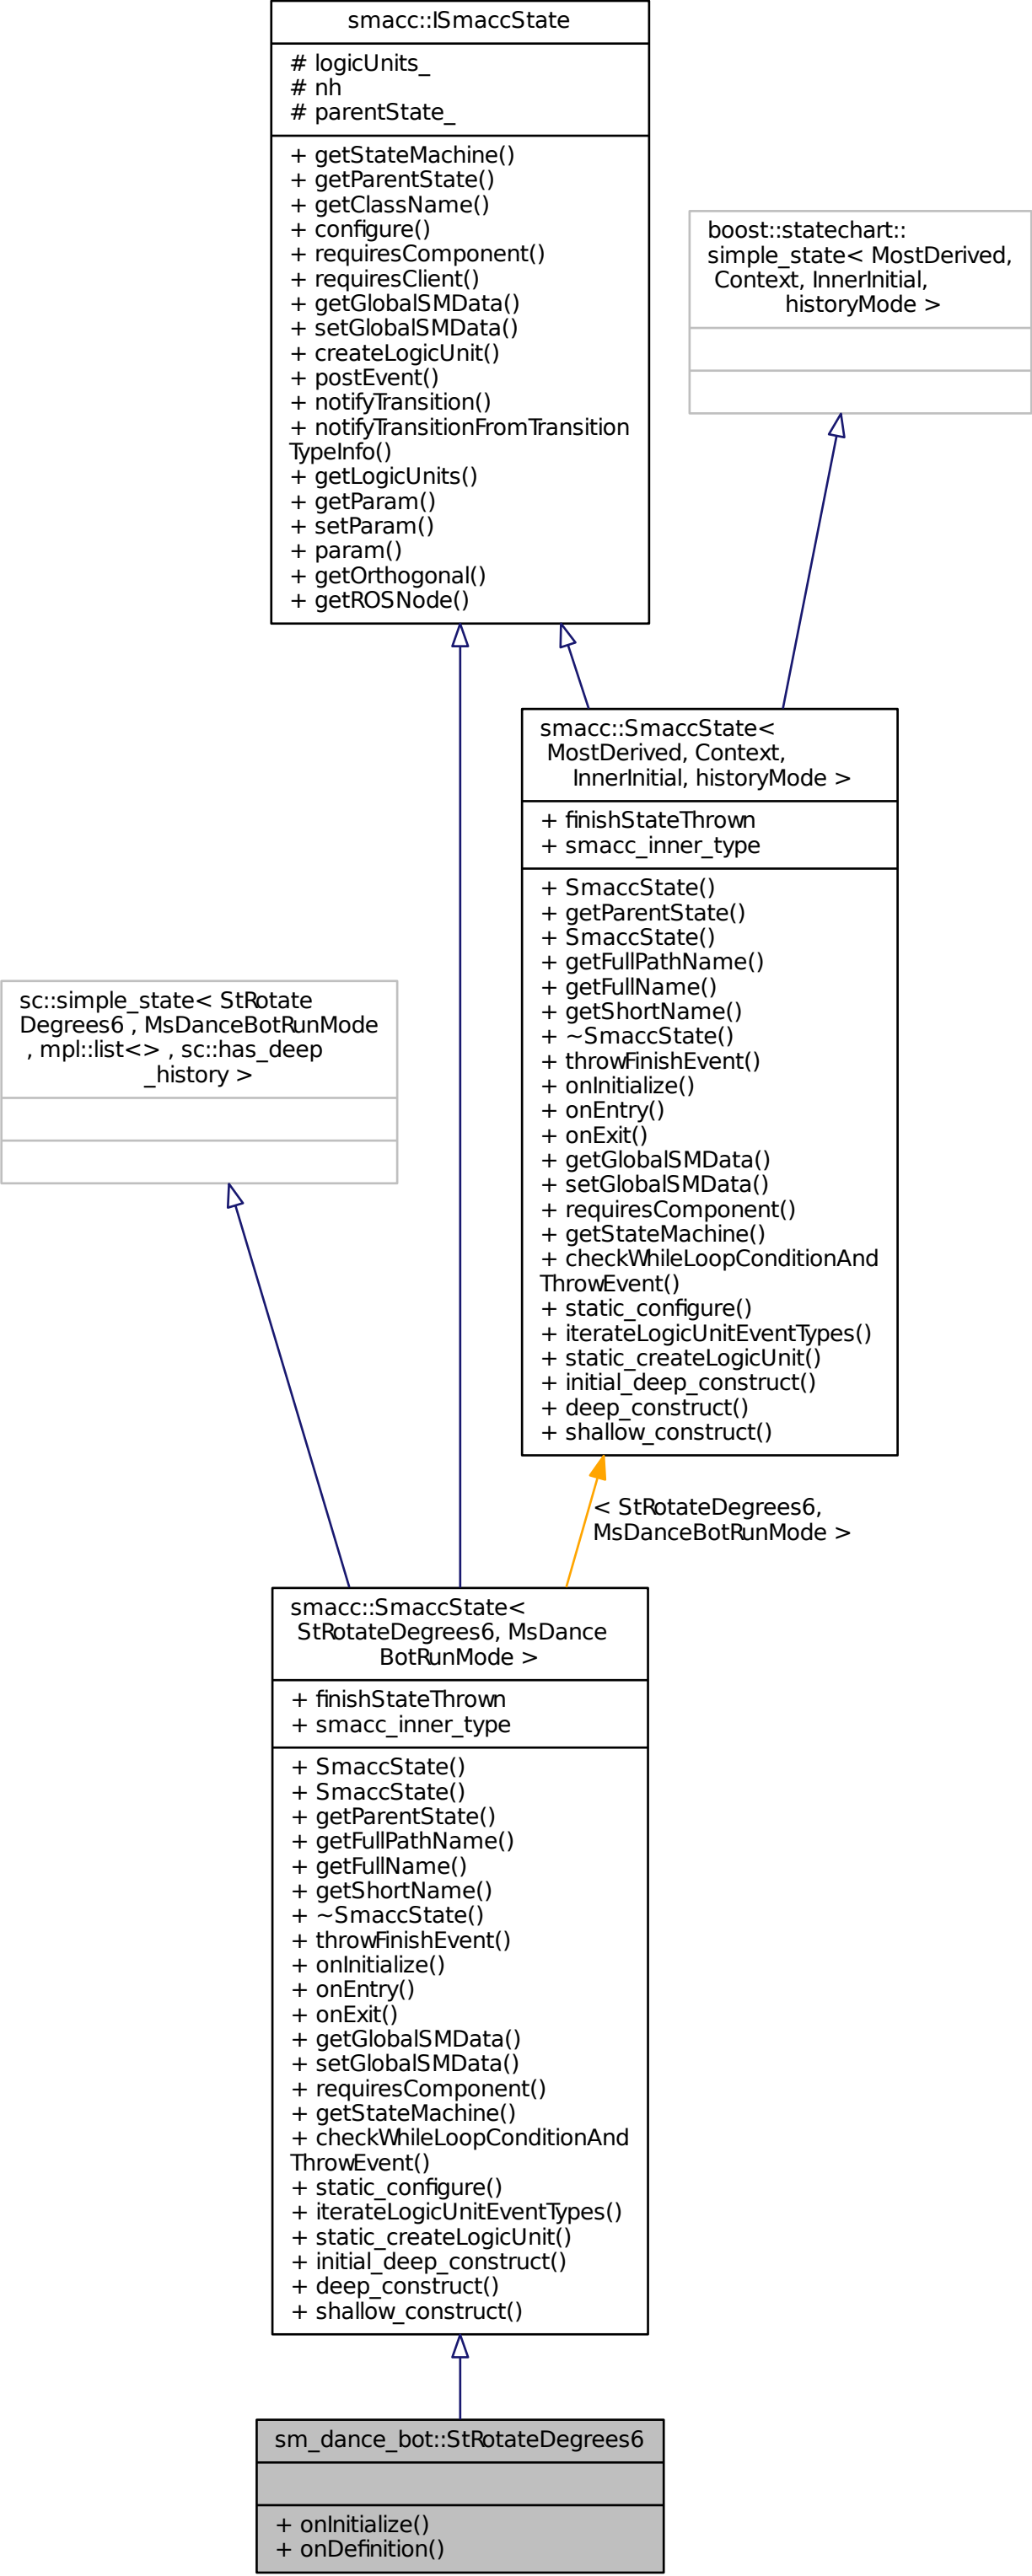 smacc::ISmaccState
# logicUnits_
# nh
# parentState_
+ getStateMachine()
+ getParentState()
+ getClassName()
+ configure()
+ requiresComponent()
+ requiresClient()
+ getGlobalSMData()
+ setGlobalSMData()
+ createLogicUnit()
+ postEvent()
+ notifyTransition()
+ notifyTransitionFromTransition
TypeInfo()
+ getLogicUnits()
+ getParam()
+ setParam()
+ param()
+ getOrthogonal()
+ getROSNode()
boost::statechart::
simple_state< MostDerived,
Context, InnerInitial,
historyMode >
smacc::SmaccState<
MostDerived, Context,
InnerInitial, historyMode >
+ finishStateThrown
+ smacc_inner_type
+ SmaccState()
+ getParentState()
+ SmaccState()
+ getFullPathName()
+ getFullName()
+ getShortName()
+ ~SmaccState()
+ throwFinishEvent()
+ onInitialize()
+ onEntry()
+ onExit()
+ getGlobalSMData()
+ setGlobalSMData()
+ requiresComponent()
+ getStateMachine()
+ checkWhileLoopConditionAnd
ThrowEvent()
+ static_configure()
+ iterateLogicUnitEventTypes()
+ static_createLogicUnit()
+ initial_deep_construct()
+ deep_construct()
+ shallow_construct()
sc::simple_state< StRotate
Degrees6 , MsDanceBotRunMode
, mpl::list<> , sc::has_deep
_history >
< StRotateDegrees6,
MsDanceBotRunMode >
smacc::SmaccState<
StRotateDegrees6, MsDance
BotRunMode >
+ finishStateThrown
+ smacc_inner_type
+ SmaccState()
+ SmaccState()
+ getParentState()
+ getFullPathName()
+ getFullName()
+ getShortName()
+ ~SmaccState()
+ throwFinishEvent()
+ onInitialize()
+ onEntry()
+ onExit()
+ getGlobalSMData()
+ setGlobalSMData()
+ requiresComponent()
+ getStateMachine()
+ checkWhileLoopConditionAnd
ThrowEvent()
+ static_configure()
+ iterateLogicUnitEventTypes()
+ static_createLogicUnit()
+ initial_deep_construct()
+ deep_construct()
+ shallow_construct()
sm_dance_bot::StRotateDegrees6
+ onInitialize()
+ onDefinition()